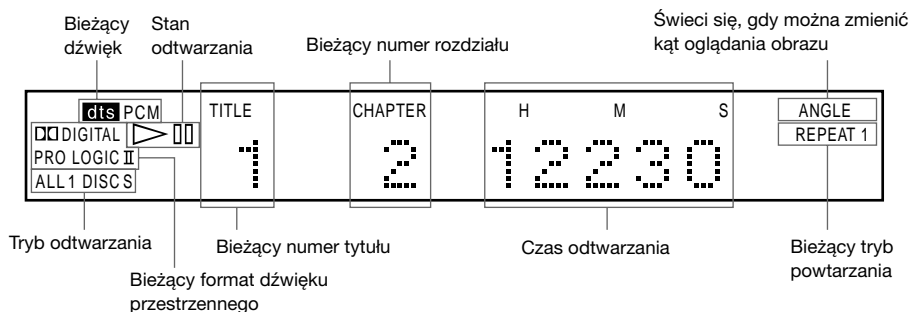 Bieżący
dźwięk
Stan
odtwarzania
Bieżący numer rozdziału
Świeci się, gdy można zmienić
kąt oglądania obrazu
dts PCM
DIGITAL
PRO LOGIC II
ALL 1 DISC S
TITLE
1
CHAPTER
2
H M S
12230
ANGLE
REPEAT 1
Tryb odtwarzania
Bieżący numer tytułu
Czas odtwarzania
Bieżący tryb
powtarzania
Bieżący format dźwięku
przestrzennego